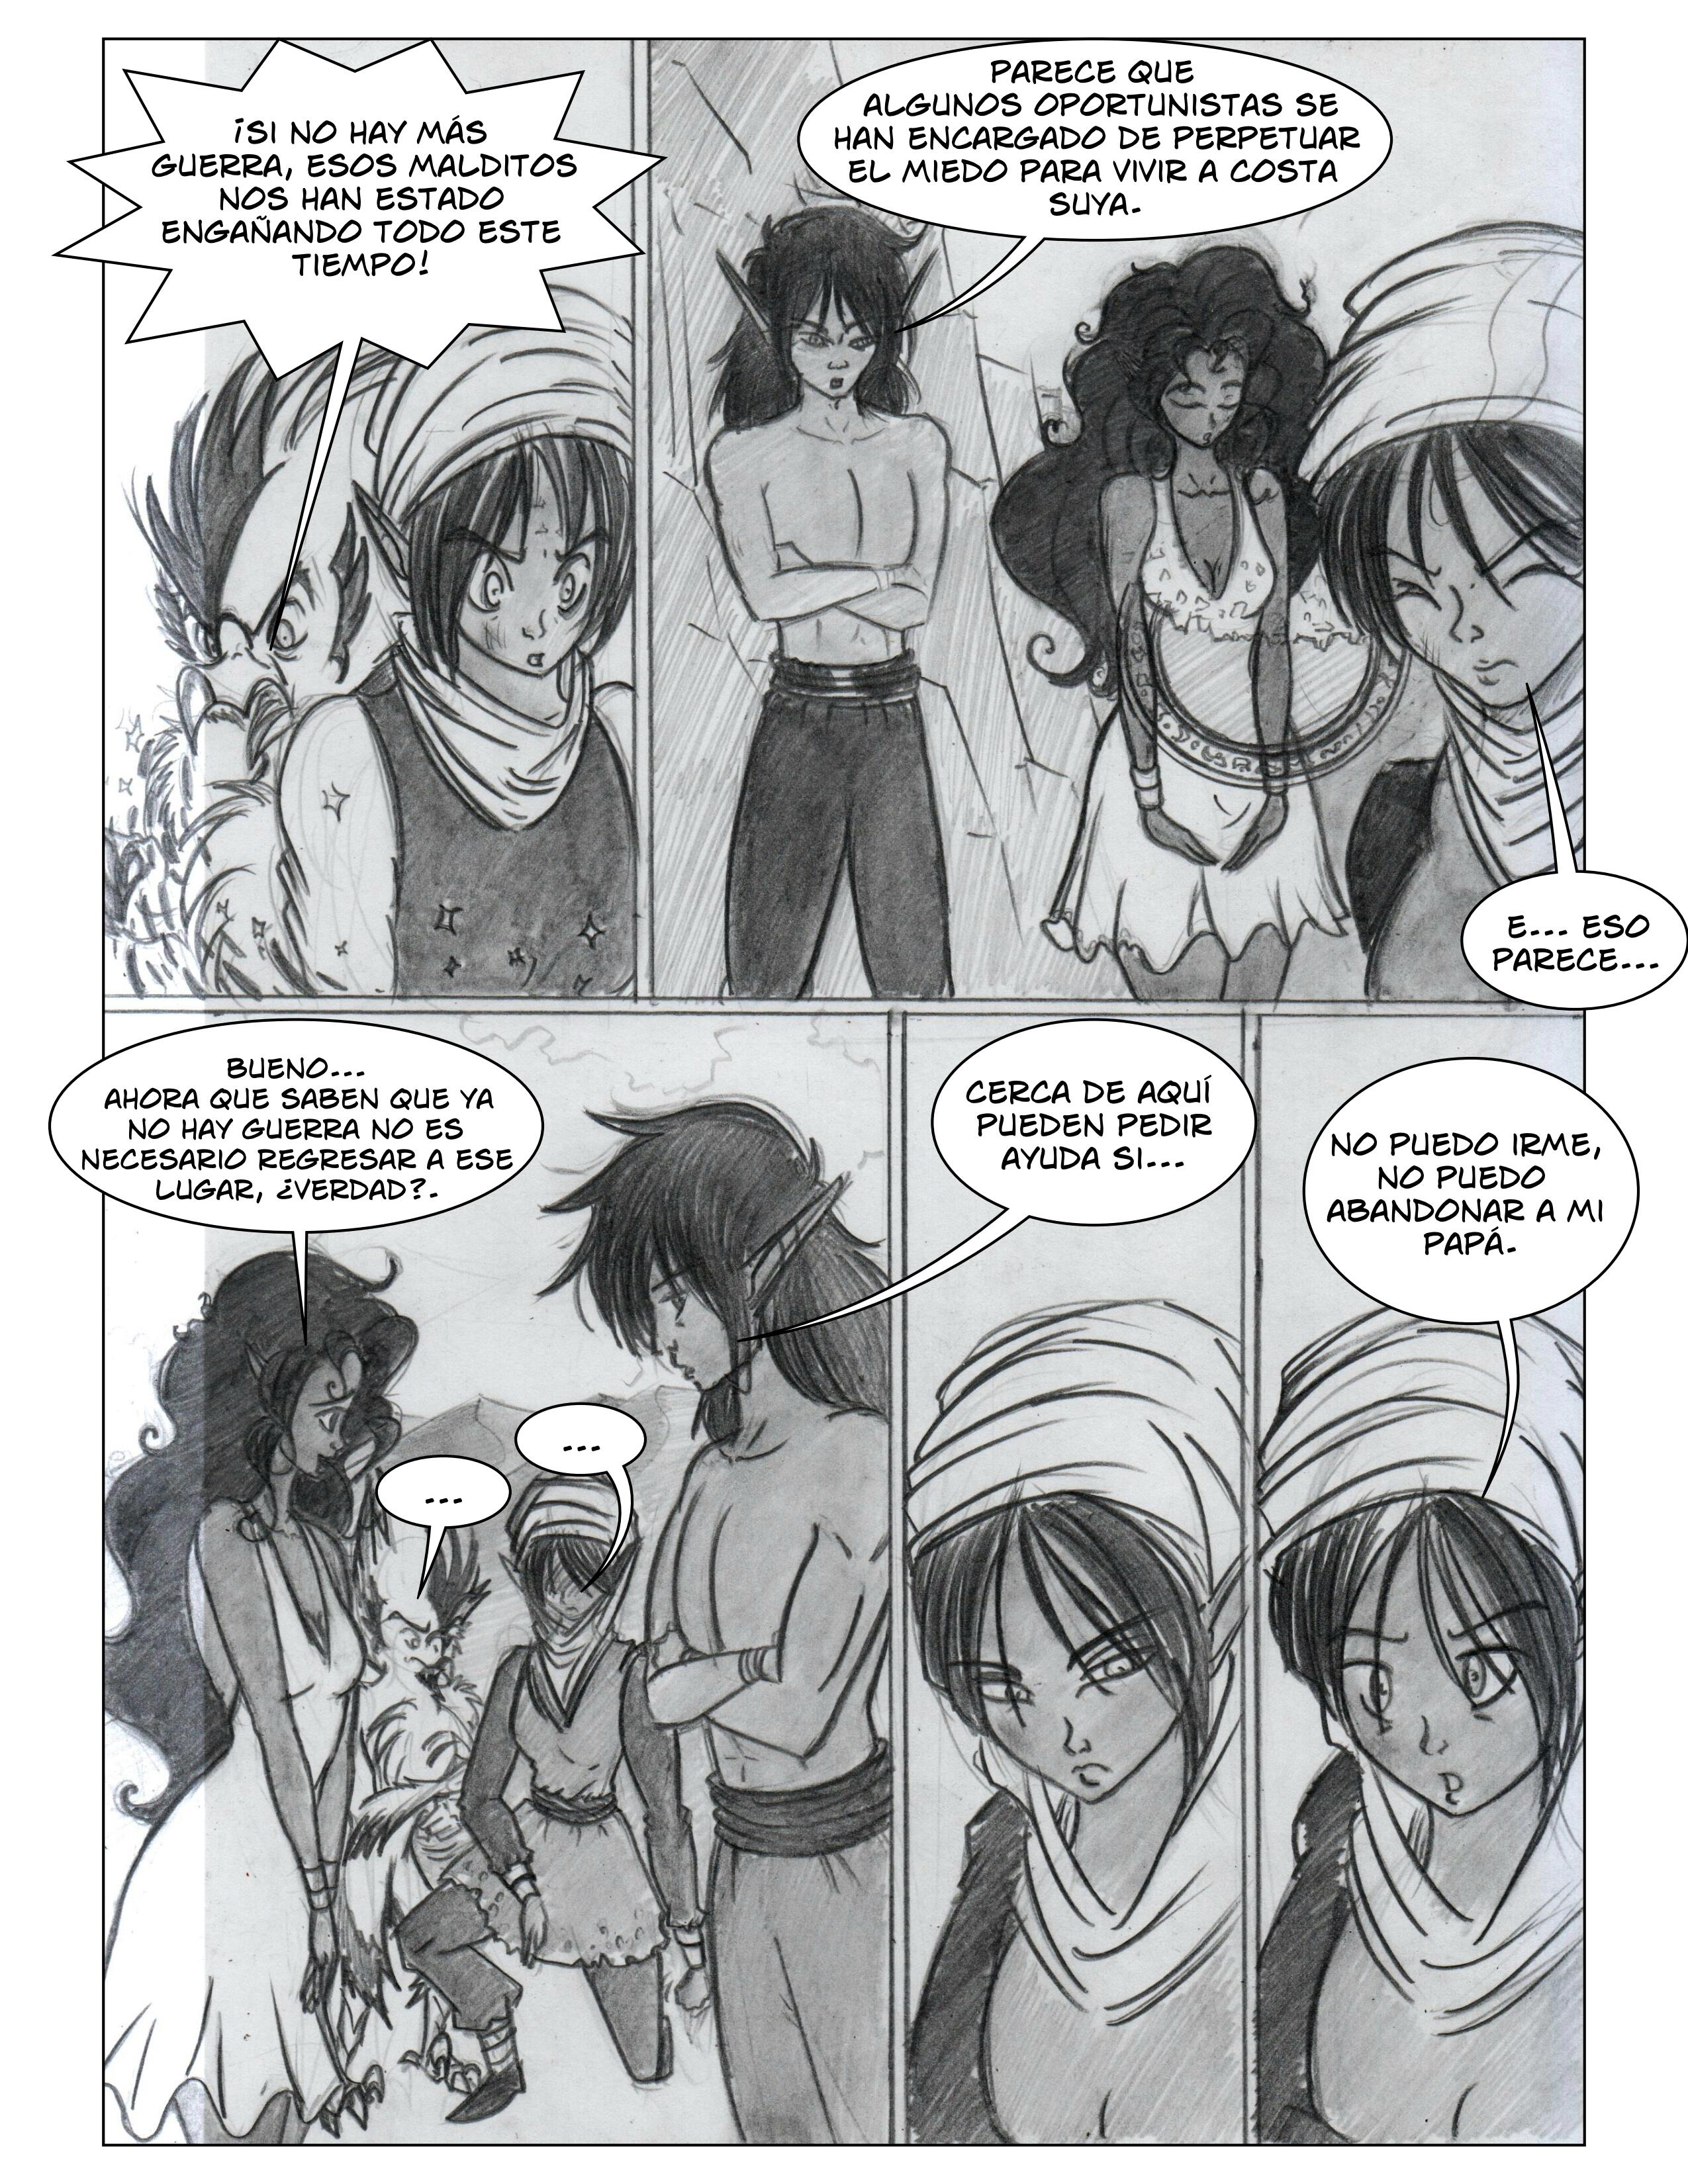 ¡SI NO HAY MÁS
GUERRA, ESOS MALDITOS
NOS HAN ESTADO
ENGAÑANDO TODO ESTE
TIEMPO!
PARECE QUE
ALGUNOS OPORTUNISTAS SE
HAN ENCARGADO DE PERPETUAR
EL MIEDO PARA VIVIR A COSTA
SUYA.
E... ESO
PARECE...
BUENO...
AHORA QUE SABEN QUE YA
NO HAY GUERRA NO ES
NECESARIO REGRESAR A ESE
LUGAR, ¿VERDAD?.
...
...
CERCA DE AQUÍ
PUEDEN PEDIR
AYUDA SI...
NO PUEDO IRME,
NO PUEDO
ABANDONAR A MI
PAPÁ.